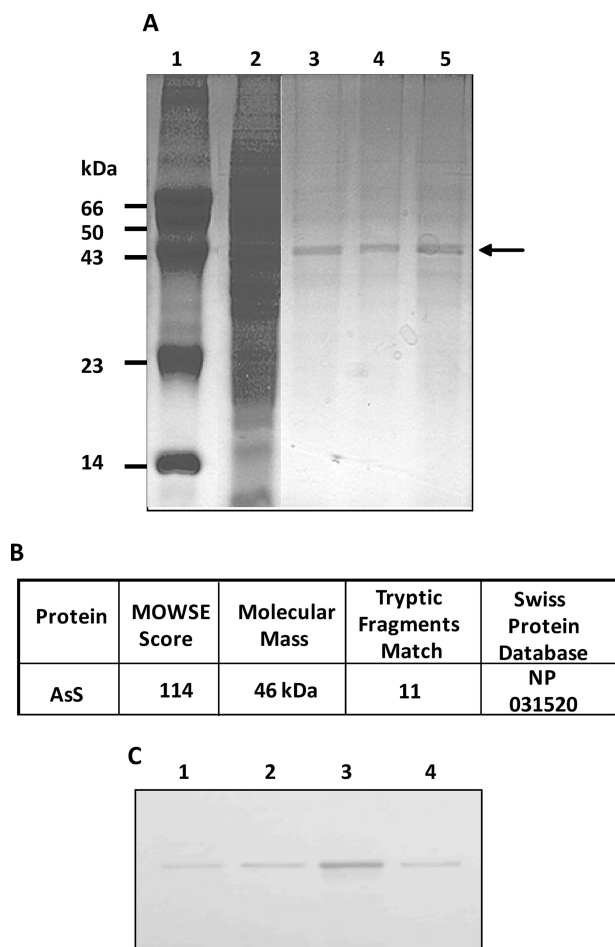 A
1 2 3 4 5
kDa
66
50
43
23
14
B
Protein
MOWSE
Score
Molecular
Mass
Tryptic
Fragments
Match
Swiss
Protein
Database
AsS
114
46 kDa
11
NP
031520
C
1 2 3 4